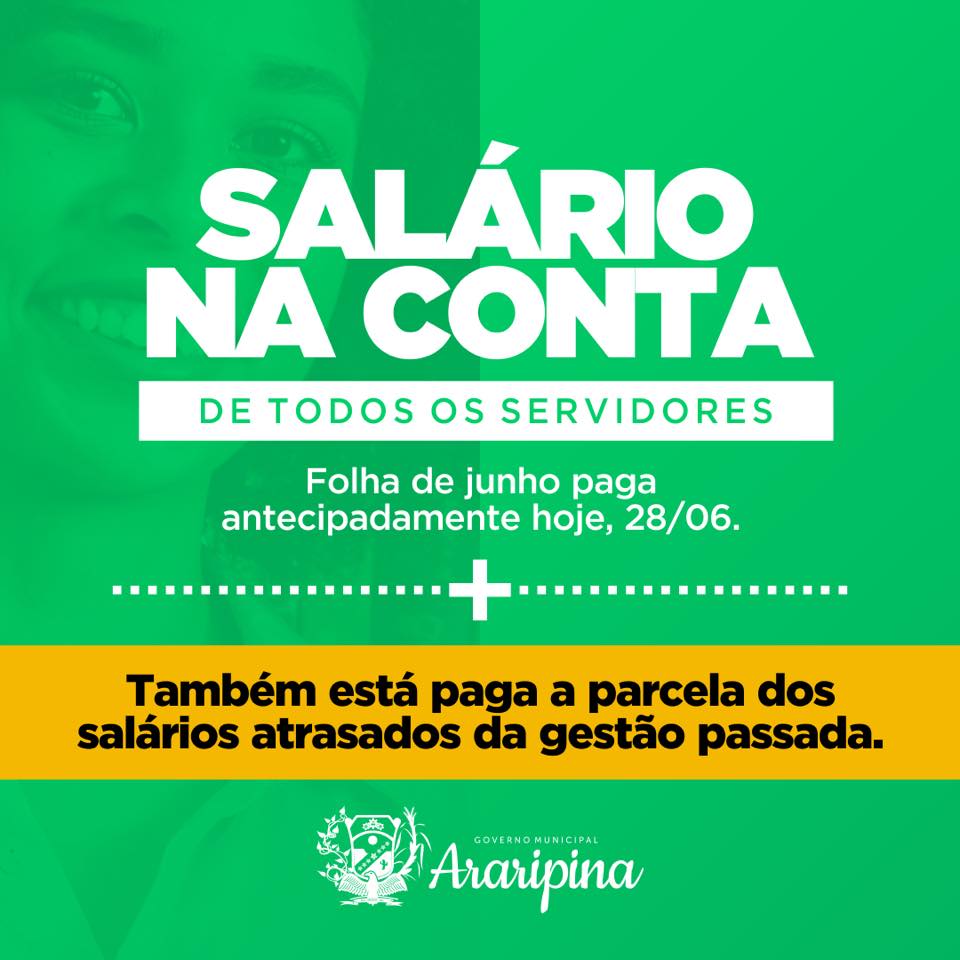 SALÁRIO
NA CONTA
DE TODOS OS SERVIDORES
Folha de junho paga
antecipadamente hoje, 28/06.
Também está paga a parcela dos
salários atrasados da gestão passada.
GOVERNO MUNICIPAL
Araripina